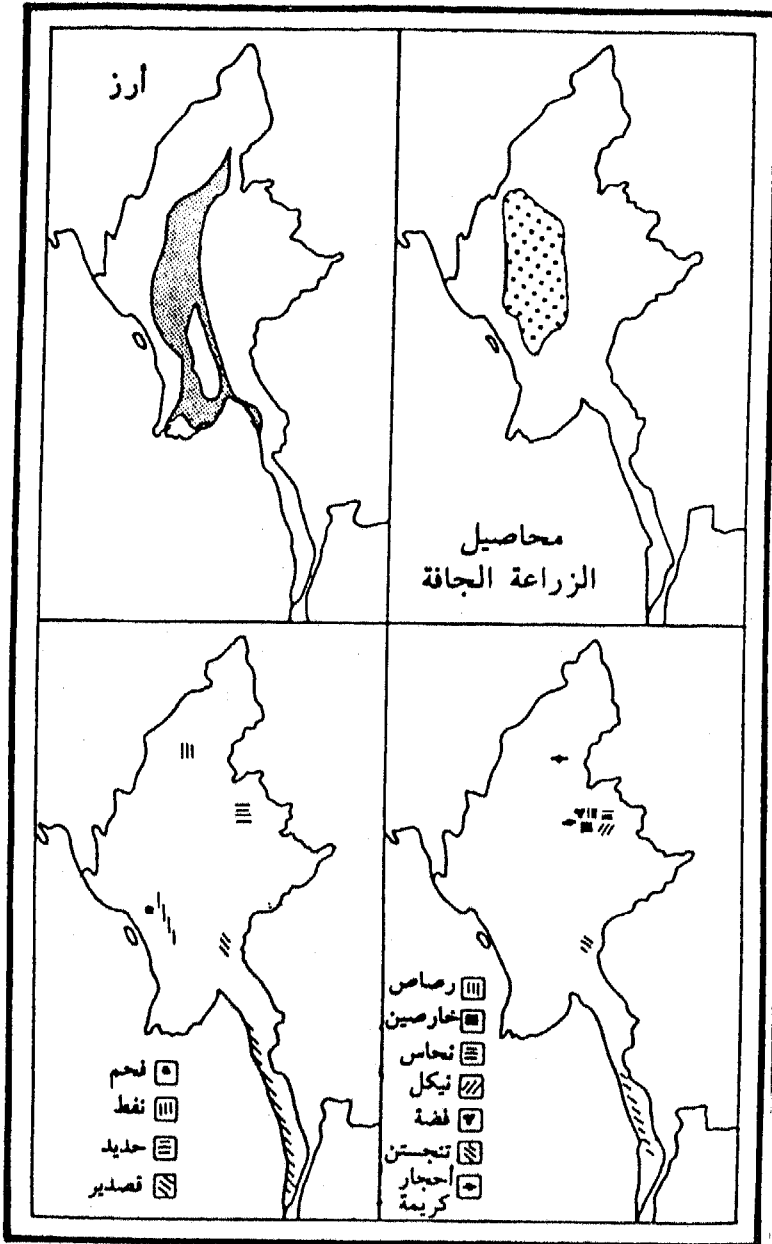 أرز
محاصيل
الزراعة الجافة
رصاص
خارصين
نحاس
نيكل
فضة
تنجستن
أحجار
كريمة
فحم
نفط
حديد
قصدير